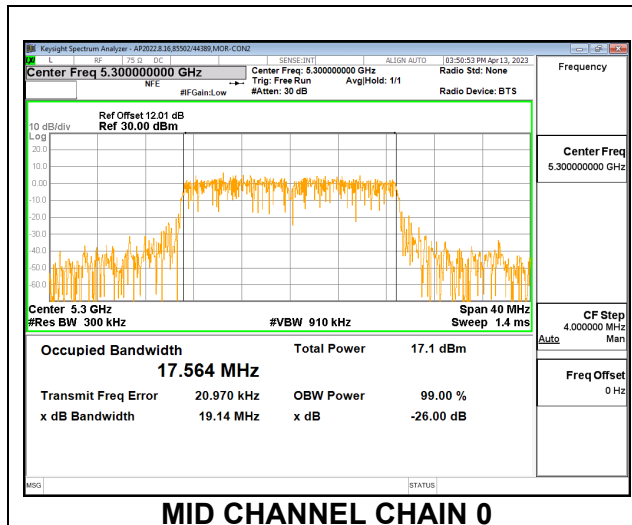 Keysight Spectrum Analyzer - AP2022.8.16,85502/44389,MOR-CON2
LXI L RF 75 Ω DC SENSE:INT ALIGN AUTO 03:50:53 PM Apr 13, 2023
Center Freq 5.300000000 GHz
NFE
#IFGain:Low
Center Freq: 5.300000000 GHz
Trig: Free Run Avg|Hold: 1/1
#Atten: 30 dB
Radio Std: None
Radio Device: BTS
Frequency
Ref Offset 12.01 dB
10 dB/div Ref 30.00 dBm
Log
20.0
10.0
0.00
-10.0
-20.0
-30.0
-40.0
-50.0
-60.0
Center 5.3 GHz Span 40 MHz
#Res BW 300 kHz #VBW 910 kHz Sweep 1.4 ms
Occupied Bandwidth Total Power 17.1 dBm
17.564 MHz
Transmit Freq Error 20.970 kHz OBW Power 99.00 %
x dB Bandwidth 19.14 MHz x dB -26.00 dB
Center Freq
5.300000000 GHz
CF Step
4.000000 MHz
Auto Man
Freq Offset
0 Hz
MSG STATUS
MID CHANNEL CHAIN 0